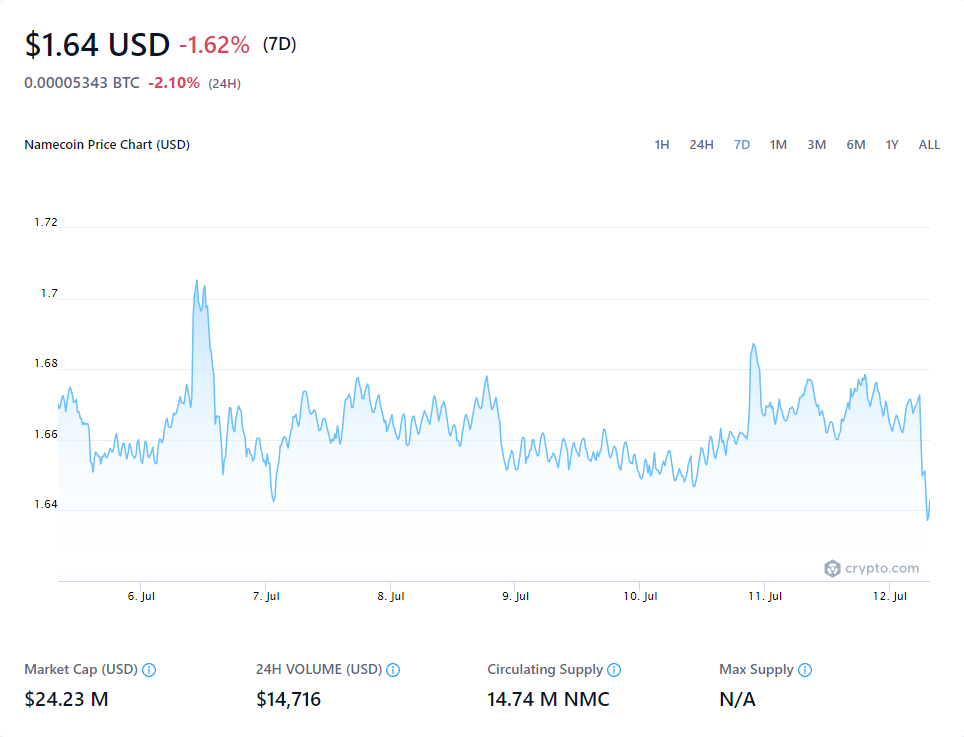 $1.64 USD -1.62% (7D)
0.00005343 BTC -2.10% (24H)
Namecoin Price Chart (USD) 1H 24H 7D 1M 3M 6M 1Y ALL
1.72
1.7
1.68
1.66
1.64
crypto.com
6. Jul 7. Jul 8. Jul 9. Jul 10. Jul 11. Jul 12. Jul
Market Cap (USD) 24H VOLUME (USD) Circulating Supply Max Supply
$24.23 M $14,716 14.74 M NMC N/A